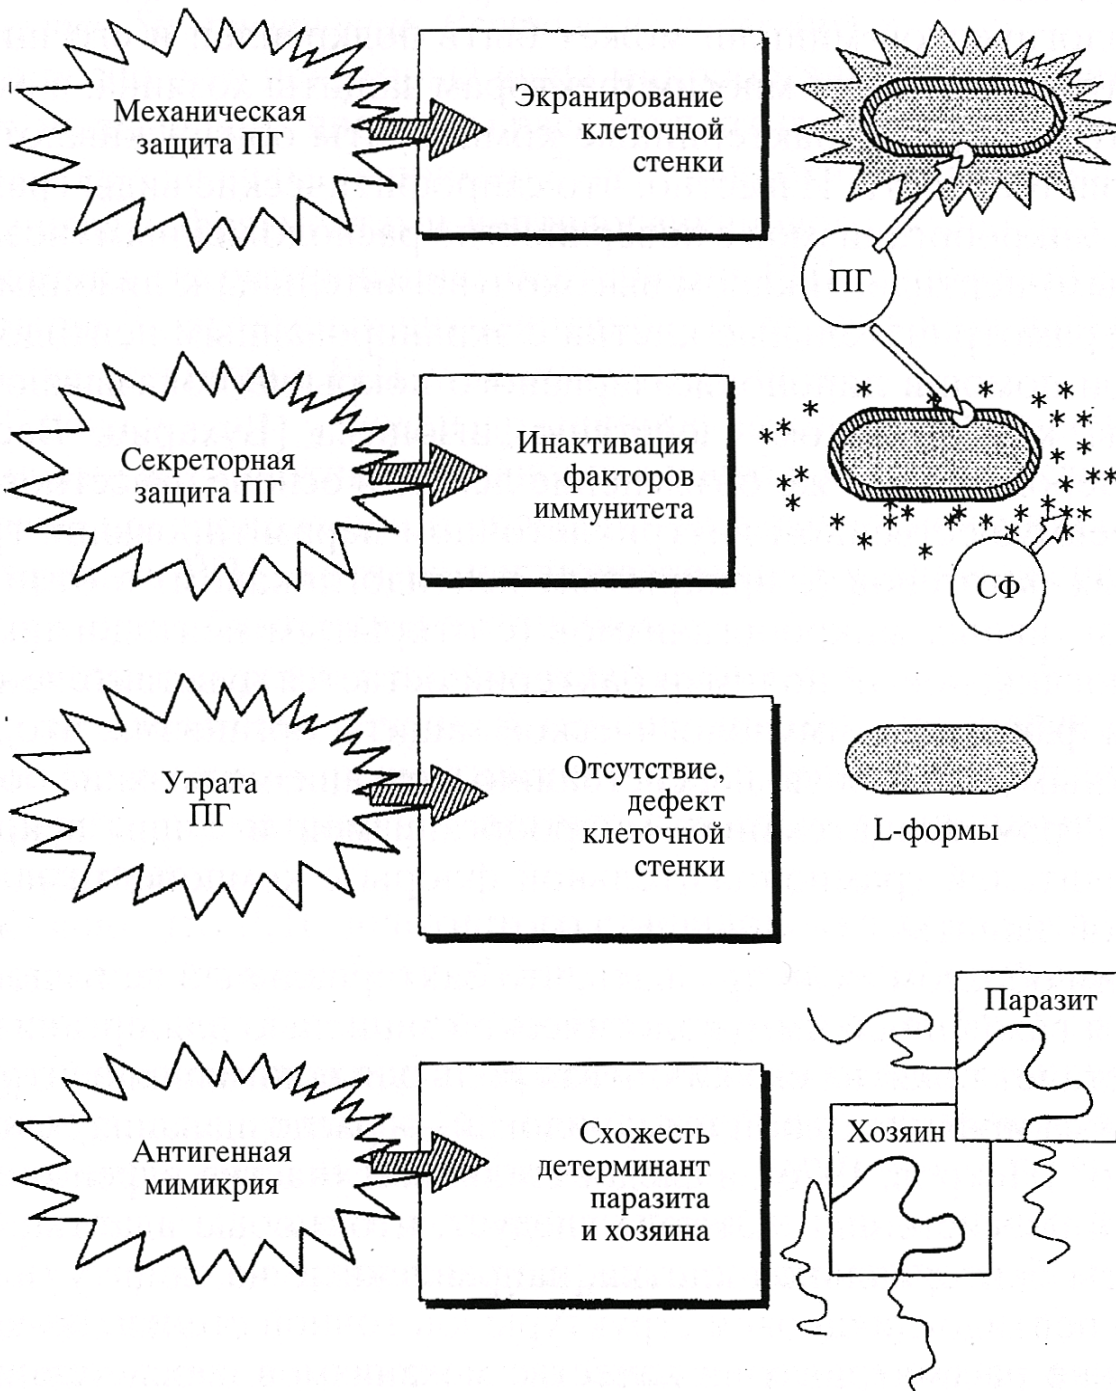 Механическая
защита ПГ
Экранирование
клеточной
стенки
ПГ
Секреторная
защита ПГ
Инактивация
факторов
иммунитета
СФ
Утрата
ПГ
Отсутствие,
дефект
клеточной
стенки
L-формы
Антигенная
мимикрия
Схожесть
детерминант
паразита
и хозяина
Паразит
Хозяин